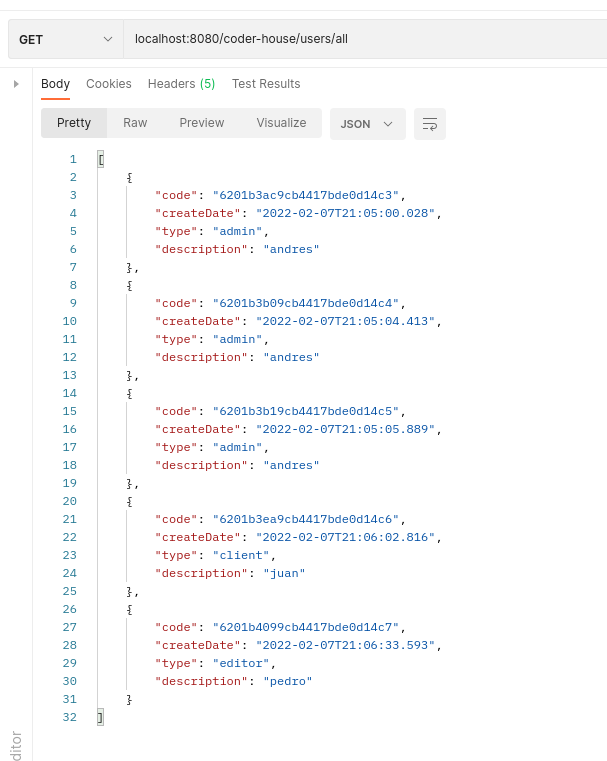 GET localhost:8080/coder-house/users/all
Body Cookies Headers (5) Test Results
Pretty Raw Preview Visualize JSON
1 [
2 {
3 "code": "6201b3ac9cb4417bde0d14c3",
4 "createDate": "2022-02-07T21:05:00.028",
5 "type": "admin",
6 "description": "andres"
7 },
8 {
9 "code": "6201b3b09cb4417bde0d14c4",
10 "createDate": "2022-02-07T21:05:04.413",
11 "type": "admin",
12 "description": "andres"
13 },
14 {
15 "code": "6201b3b19cb4417bde0d14c5",
16 "createDate": "2022-02-07T21:05:05.889",
17 "type": "admin",
18 "description": "andres"
19 },
20 {
21 "code": "6201b3ea9cb4417bde0d14c6",
22 "createDate": "2022-02-07T21:06:02.816",
23 "type": "client",
24 "description": "juan"
25 },
26 {
27 "code": "6201b4099cb4417bde0d14c7",
28 "createDate": "2022-02-07T21:06:33.593",
29 "type": "editor",
30 "description": "pedro"
31 }
32 ]
ditor